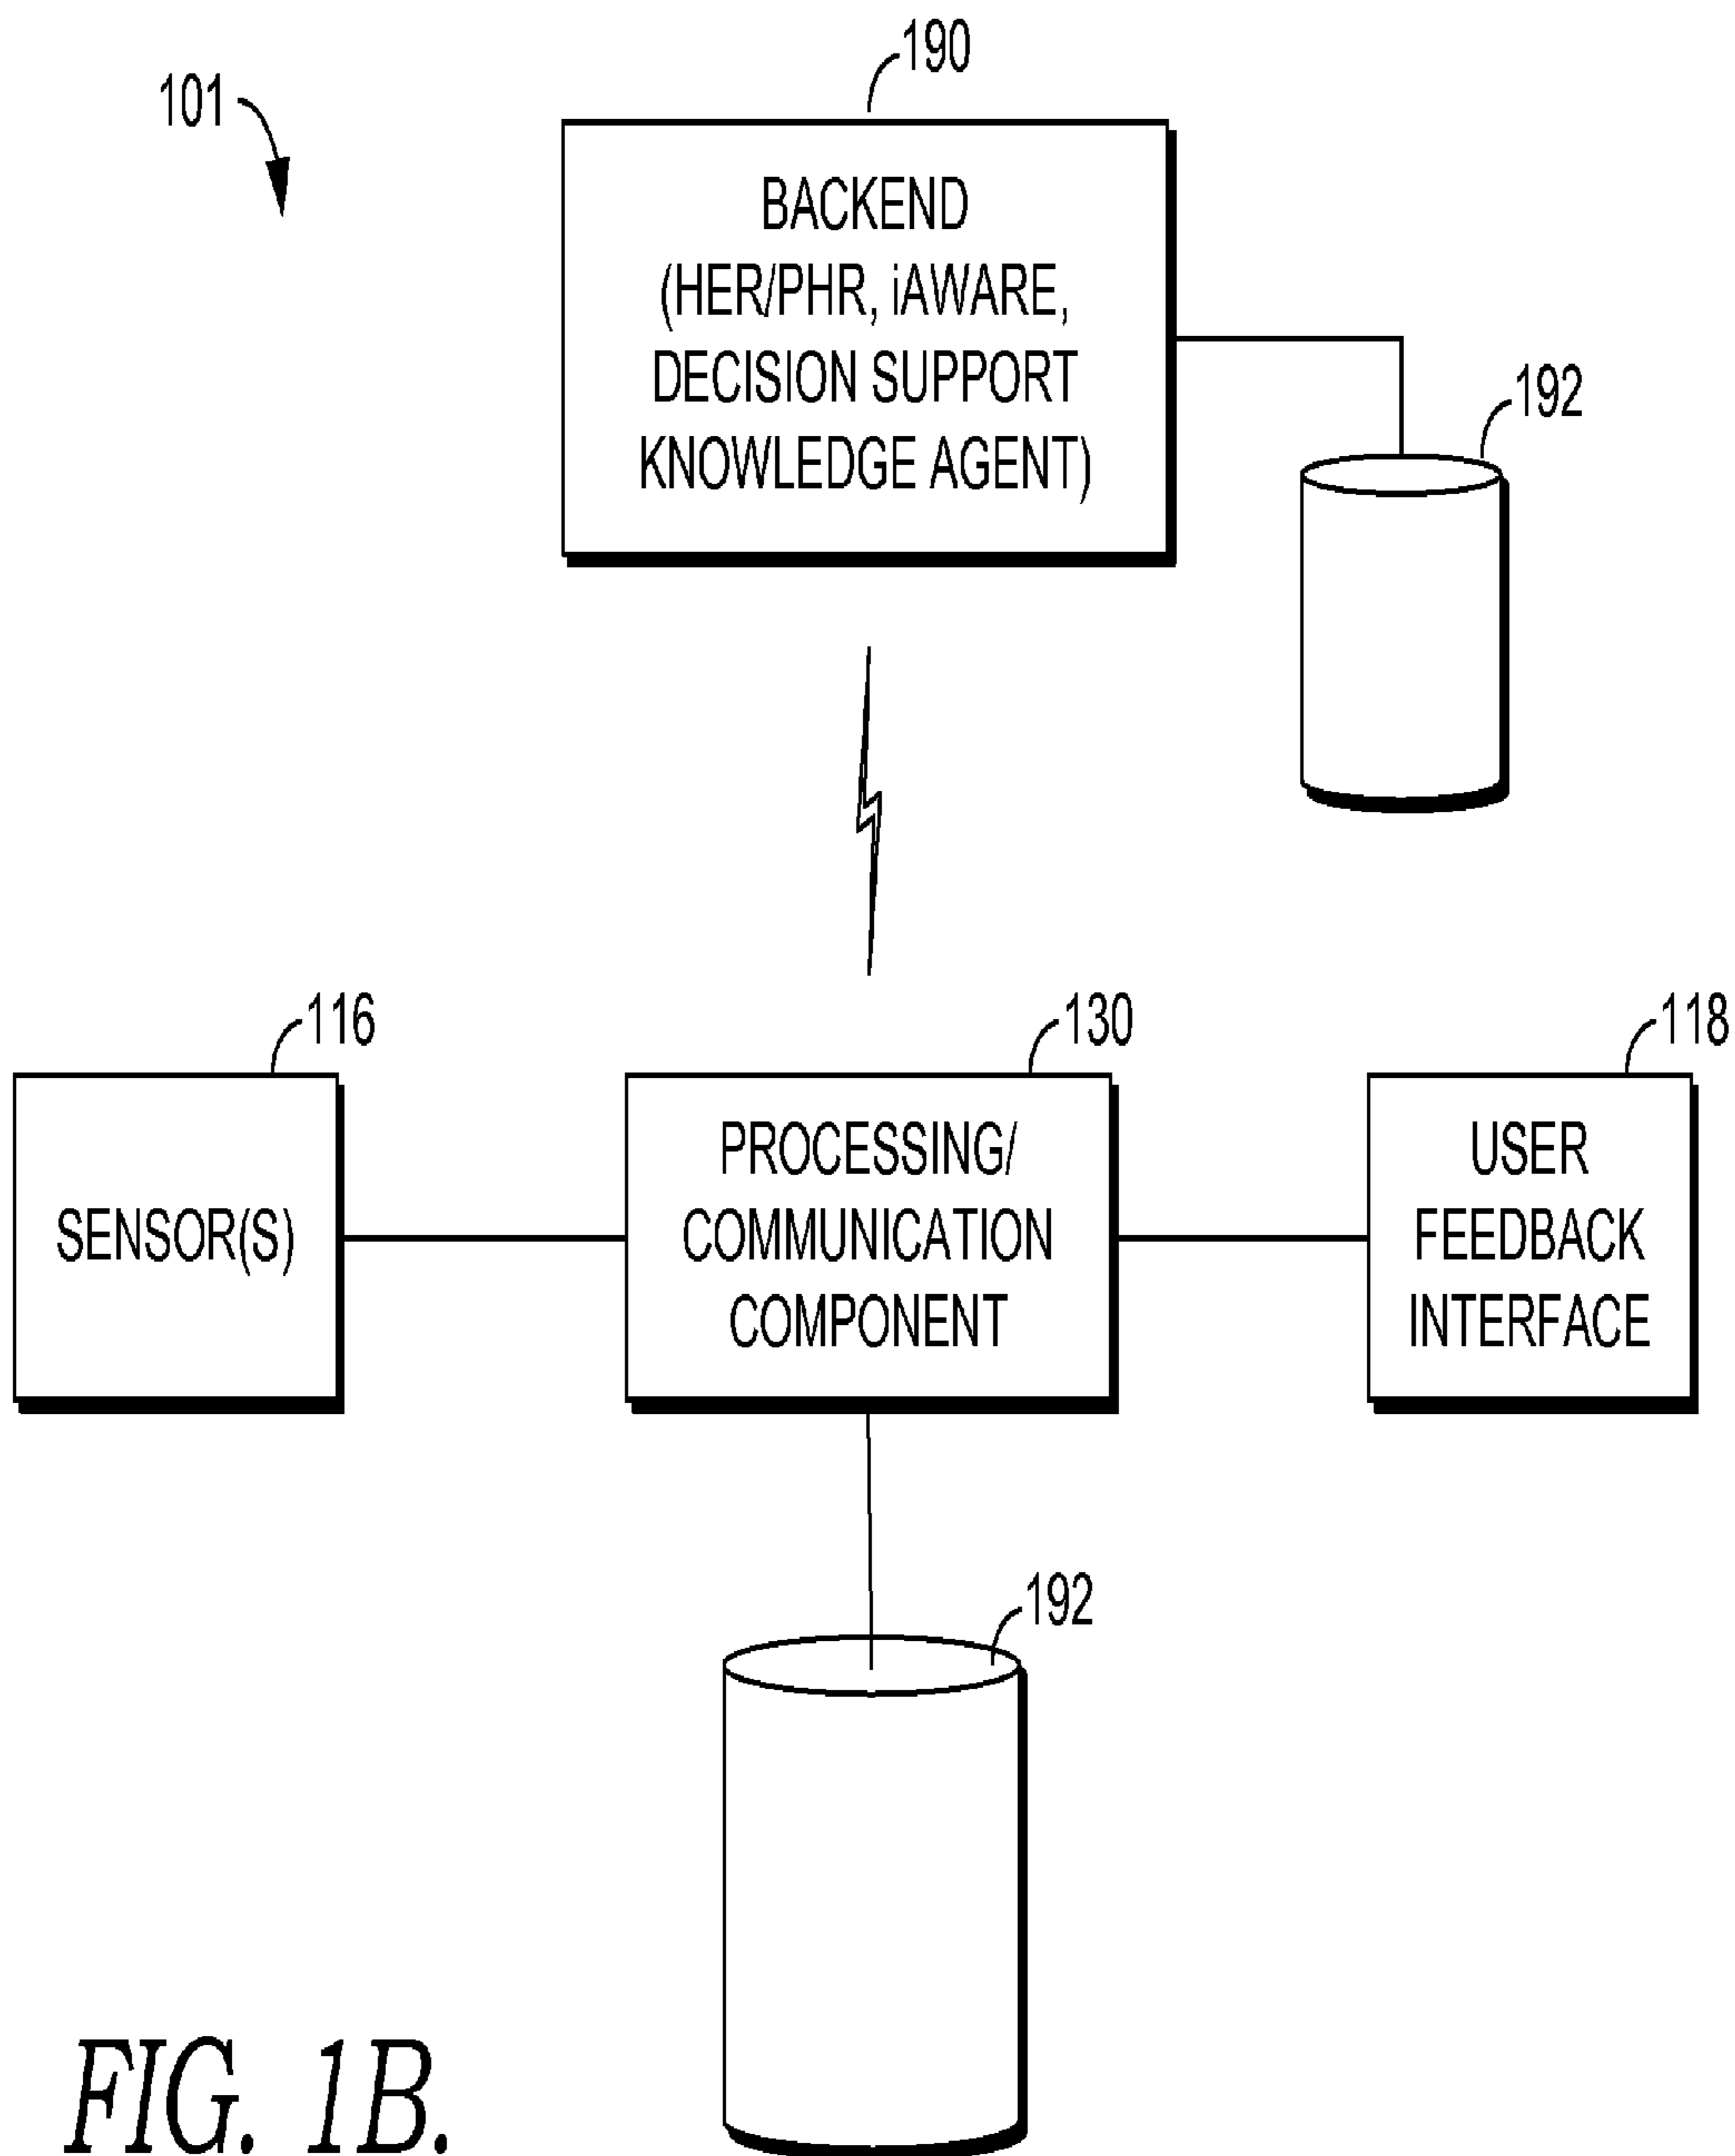 190
101
BACKEND
(HER/PHR, iAWARE,
DECISION SUPPORT
KNOWLEDGE AGENT)
192
116
130
118
SENSOR(S)
PROCESSING/
COMMUNICATION
COMPONENT
USER
FEEDBACK
INTERFACE
192
FIG. 1B.